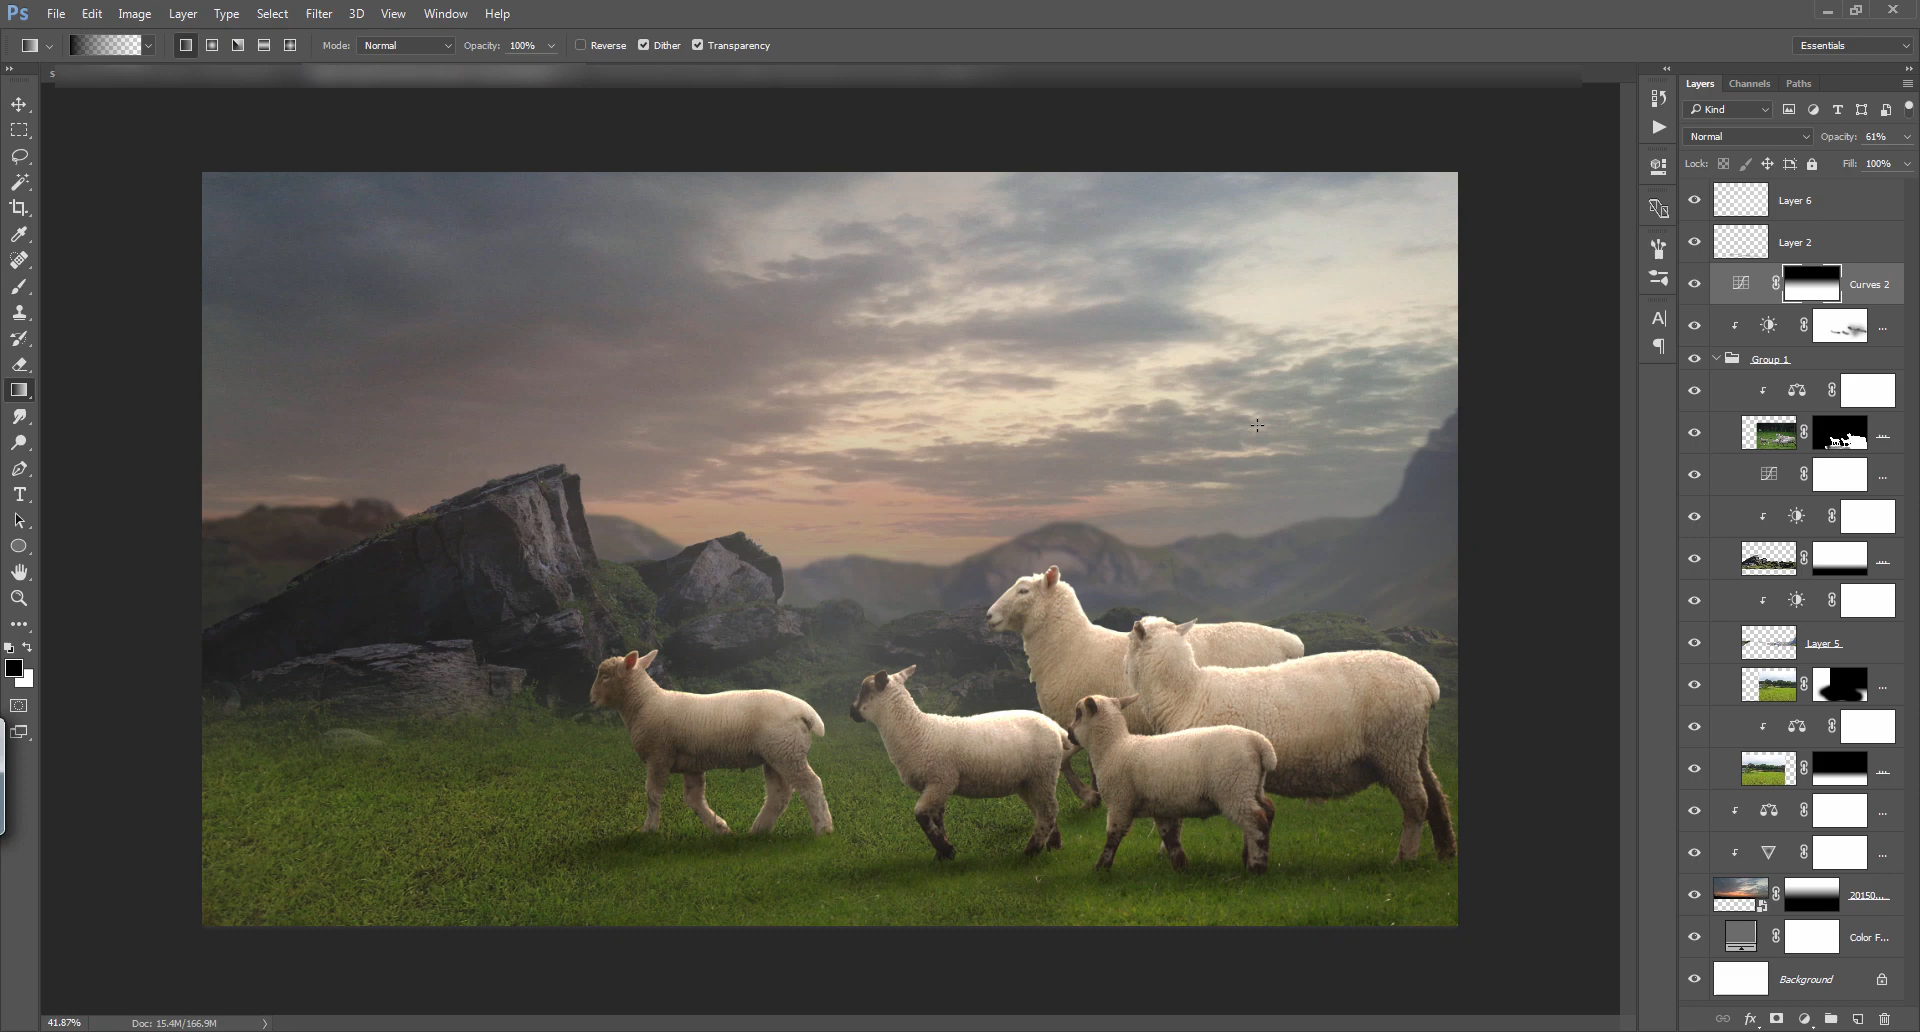 Ps File Edit Image Layer Type Select Filter 3D View Window Help
Mode: Normal Opacity: 100% Reverse Dither Transparency Essentials
S
Layers Channels Paths
Kind T
Normal Opacity: 61%
Lock: Fill: 100%
Layer 6
Layer 2
Curves 2
...
Group 1
...
...
...
Layer 5
...
...
...
...
20150...
Color F...
Background
T
A|
¶
fx
41.87% Doc: 15.4M/166.9M